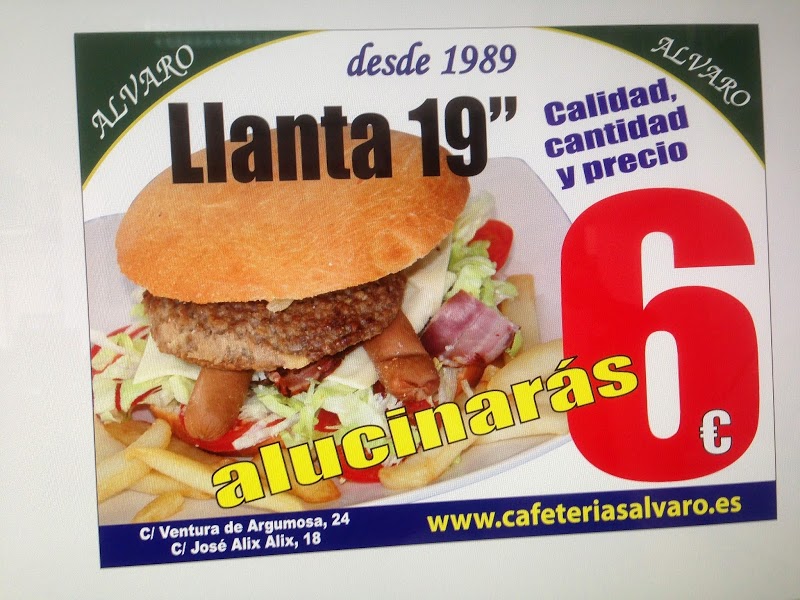 ALVARO
desde 1989
ALVARO
Llanta 19”
Calidad,
cantidad
y precio
6
€
alucinarás
C/ Ventura de Argumosa, 24
C/ José Alix Alix, 18
www.cafeteriasalvaro.es